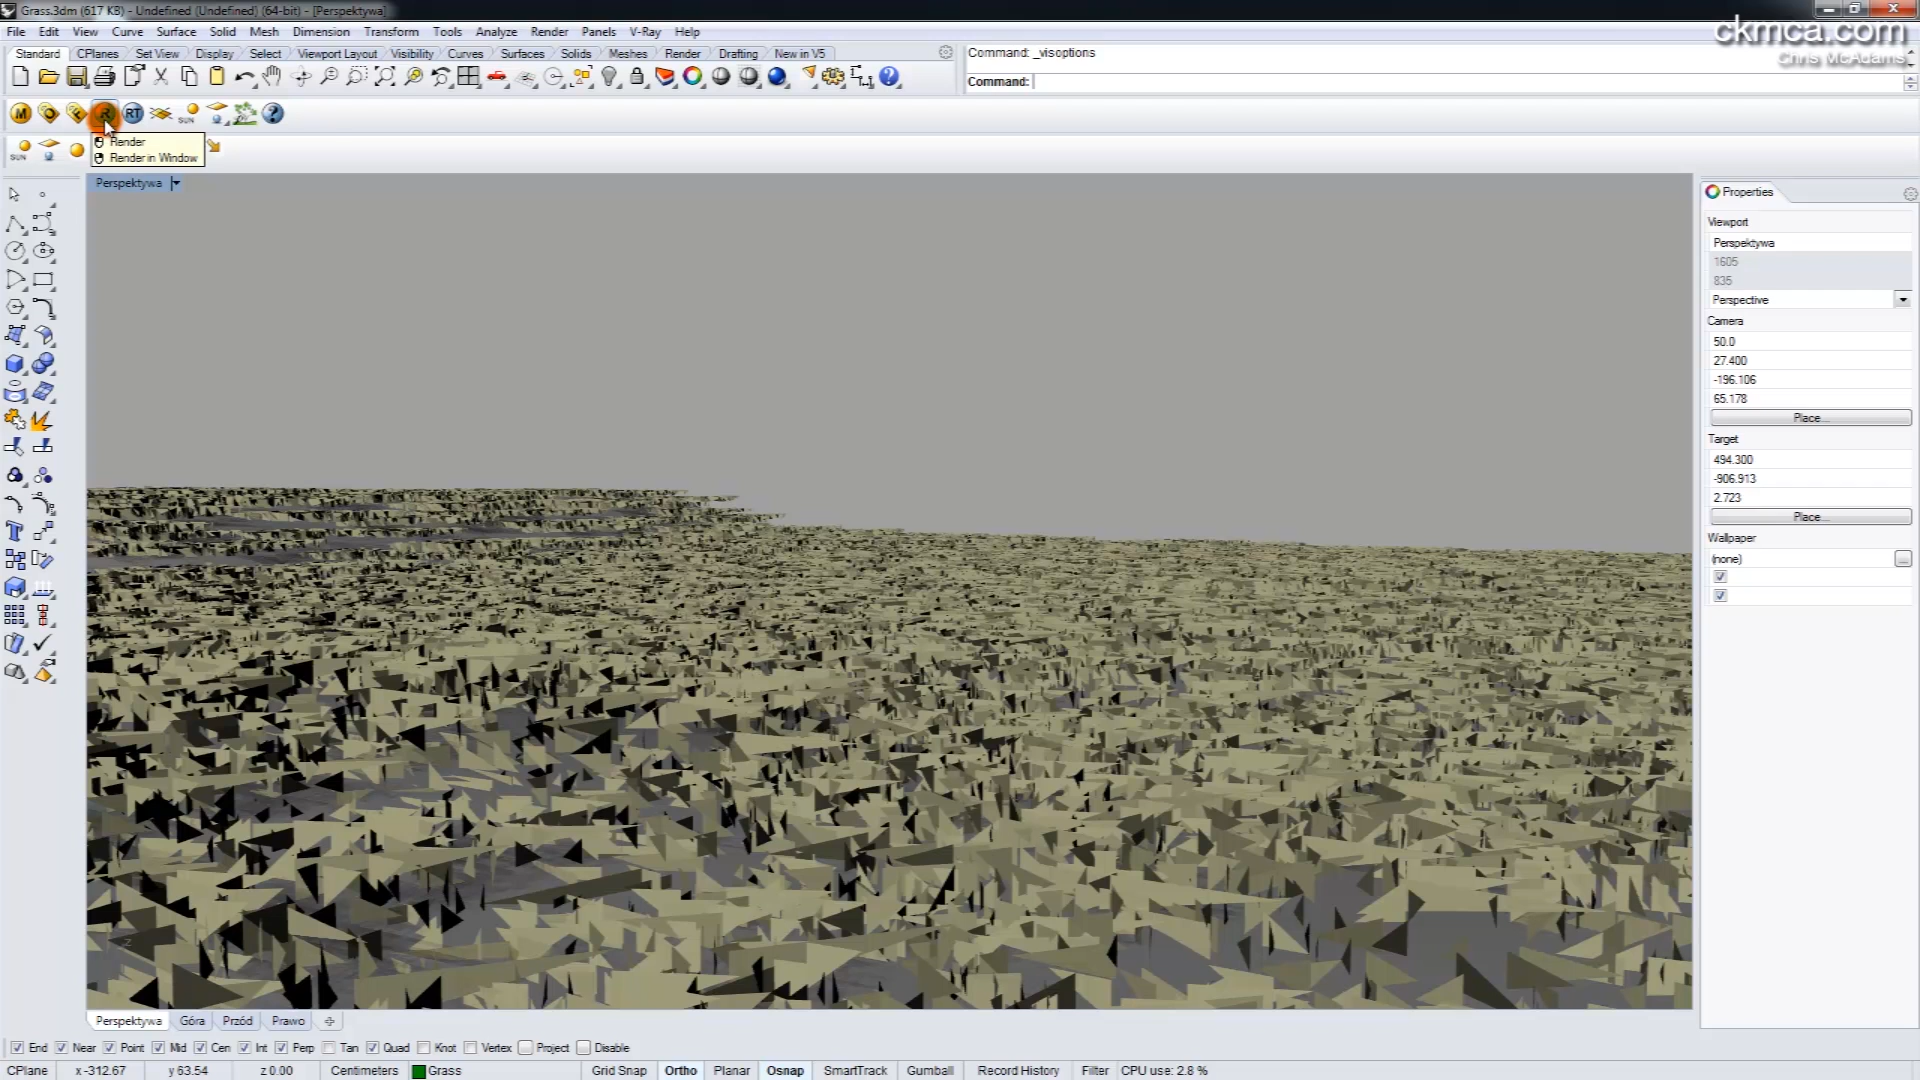 Grass.3dm (617 KB) - Undefined (Undefined) (64-bit) - [Perspektywa]
ckmca.com
Chris McAdams
File Edit View Curve Surface Solid Mesh Dimension Transform Tools Analyze Render Panels V-Ray Help
Standard CPlanes Set View Display Select Viewport Layout Visibility Curves Surfaces Solids Meshes Render Drafting New in V5
Command: _visoptions
Command:
M O F R RT SUN ?
SUN
Render
Render in Window
Perspektywa
Properties
Viewport
Perspektywa
1605
835
Perspective
Camera
50.0
27.400
-196.106
65.178
Place...
Target
494.300
-906.913
2.723
Place...
Wallpaper
(none)
Perspektywa Góra Przód Prawo
End Near Point Mid Cen Int Perp Tan Quad Knot Vertex Project Disable
CPlane x -312.67 y 63.54 z 0.00 Centimeters Grass Grid Snap Ortho Planar Osnap SmartTrack Gumball Record History Filter CPU use: 2.8 %